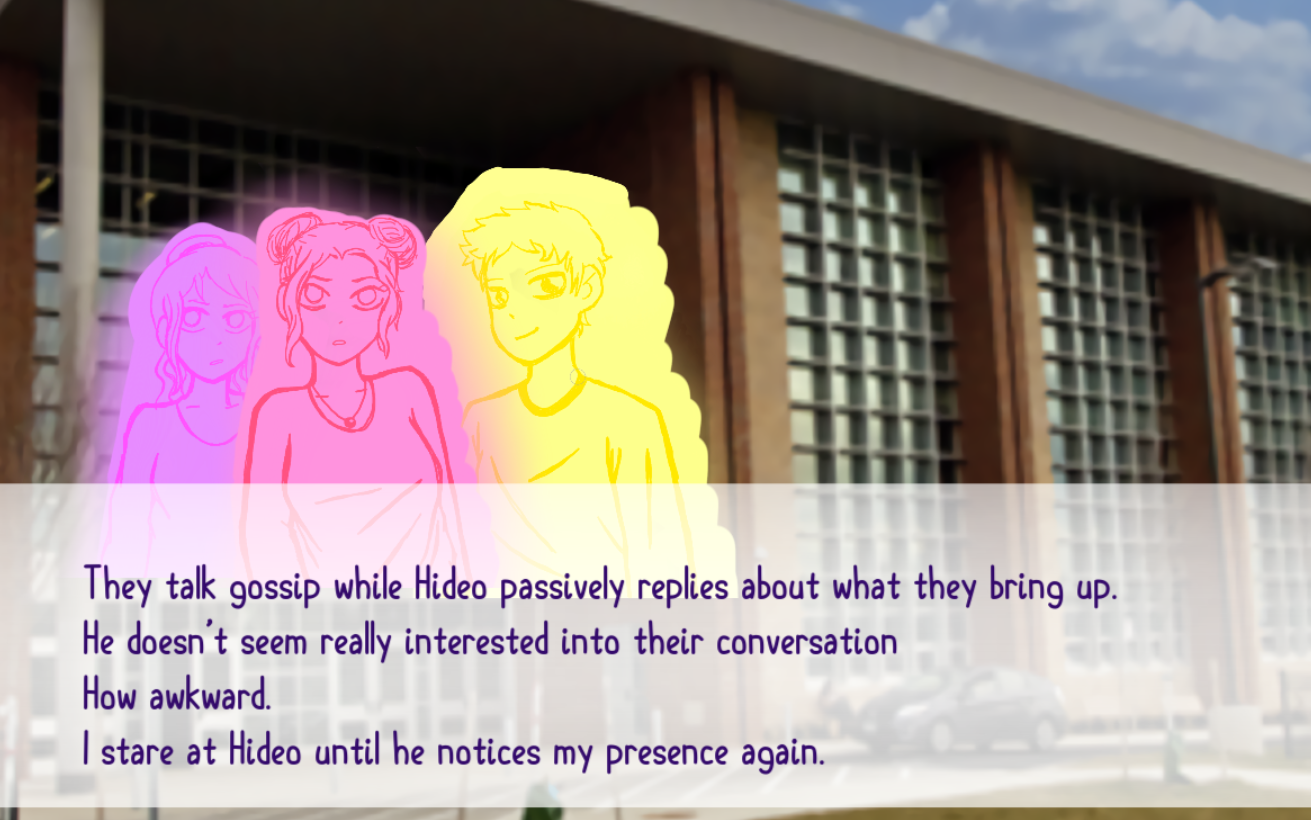 They talk gossip while Hideo passively replies about what they bring up.
He doesn't seem really interested into their conversation
How awkward.
I stare at Hideo until he notices my presence again.